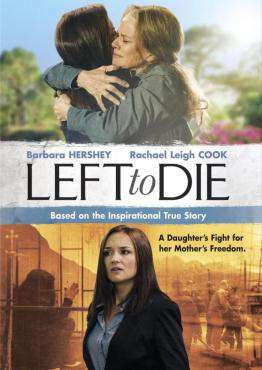 Barbara HERSHEY Rachael Leigh COOK
LEFT to DIE
Based on the Inspirational True Story
A Daughter's Fight for
her Mother's Freedom.